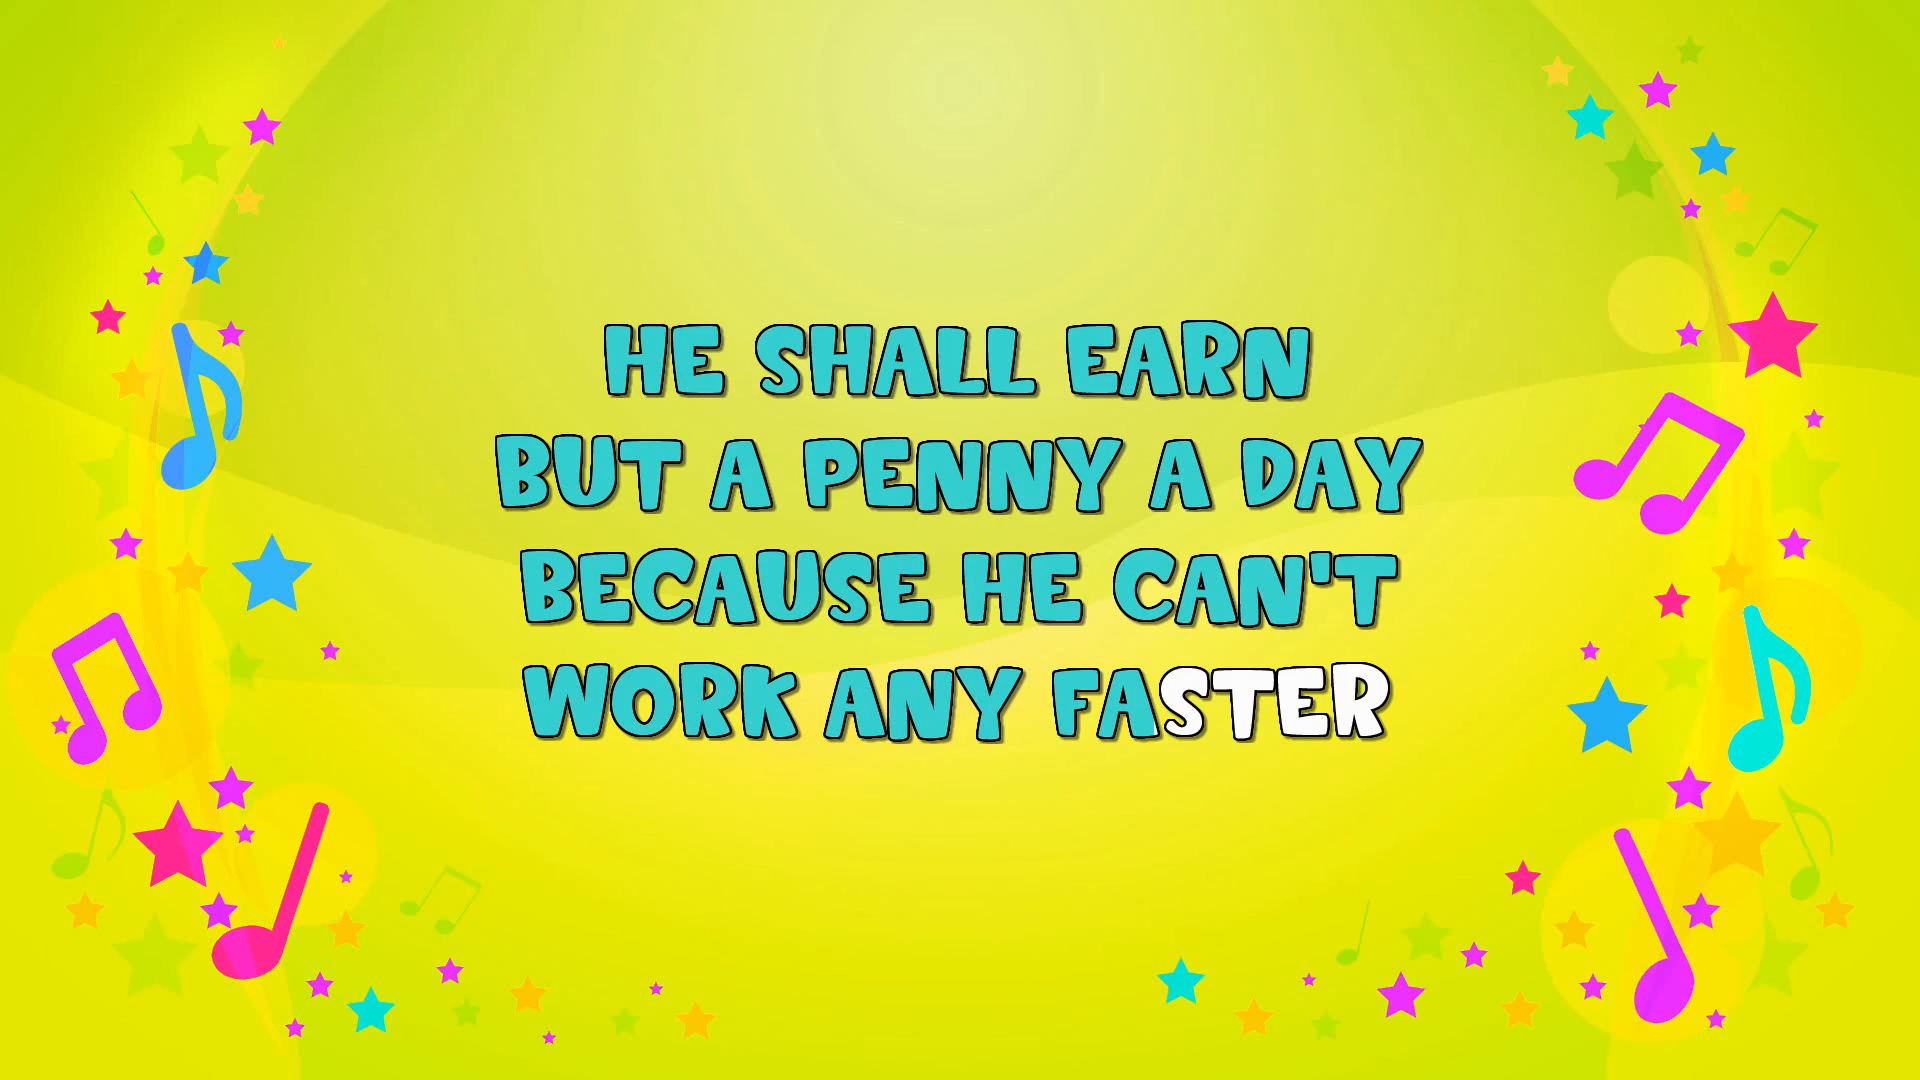 HE SHALL EARN
BUT A PENNY A DAY
BECAUSE HE CAN'T
WORK ANY FASTER